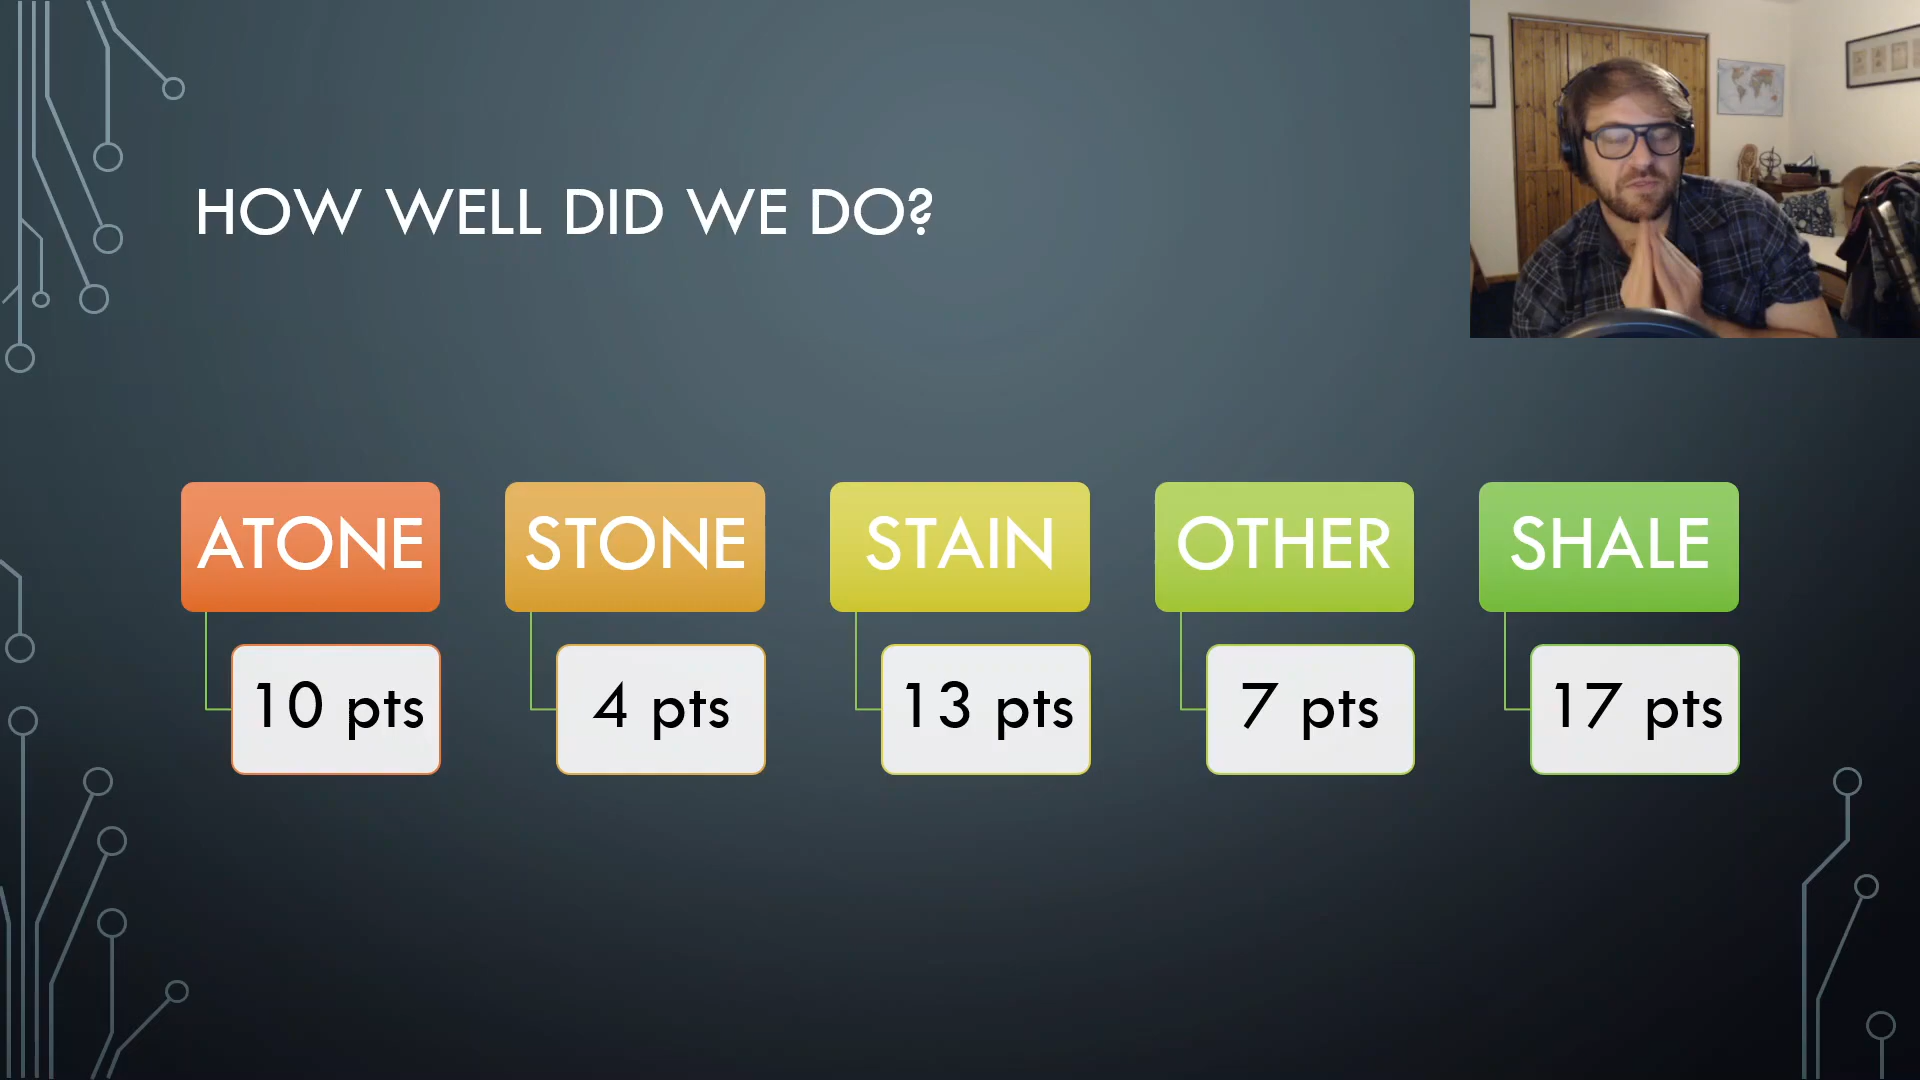 HOW WELL DID WE DO?
ATONE
STONE
STAIN
OTHER
SHALE
10 pts
4 pts
13 pts
7 pts
17 pts